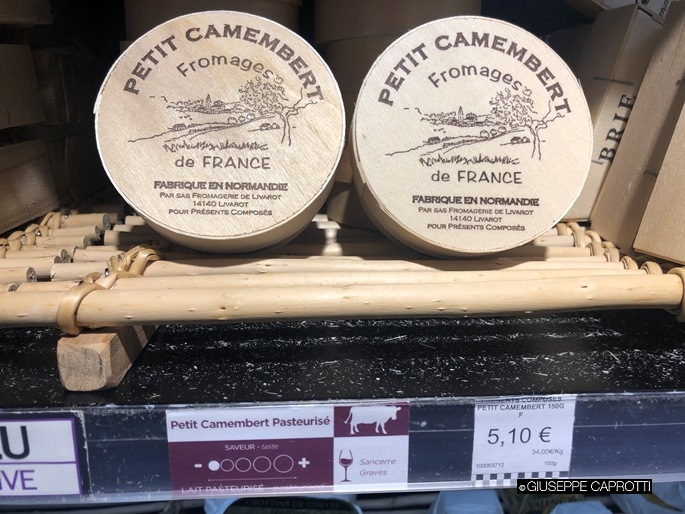 PETIT CAMEMBERT
Fromages
de FRANCE
FABRIQUE EN NORMANDIE
PAR SAS FROMAGERIE DE LIVAROT
14140 LIVAROT
POUR PRÉSENTS COMPOSÉS
PETIT CAMEMBERT
Fromages
de FRANCE
FABRIQUE EN NORMANDIE
PAR SAS FROMAGERIE DE LIVAROT
14140 LIVAROT
POUR PRÉSENTS COMPOSÉS
BRIE
Petit Camembert Pasteurisé
SAVEUR - taste
- +
Sancerre
Graves
LAIT PASTEURISÉ
PRESENTS COMPOSES
PETIT CAMEMBERT 150G
F
5,10 €
34,00€/Kg
100053712 150g
©GIUSEPPE CAPROTTI